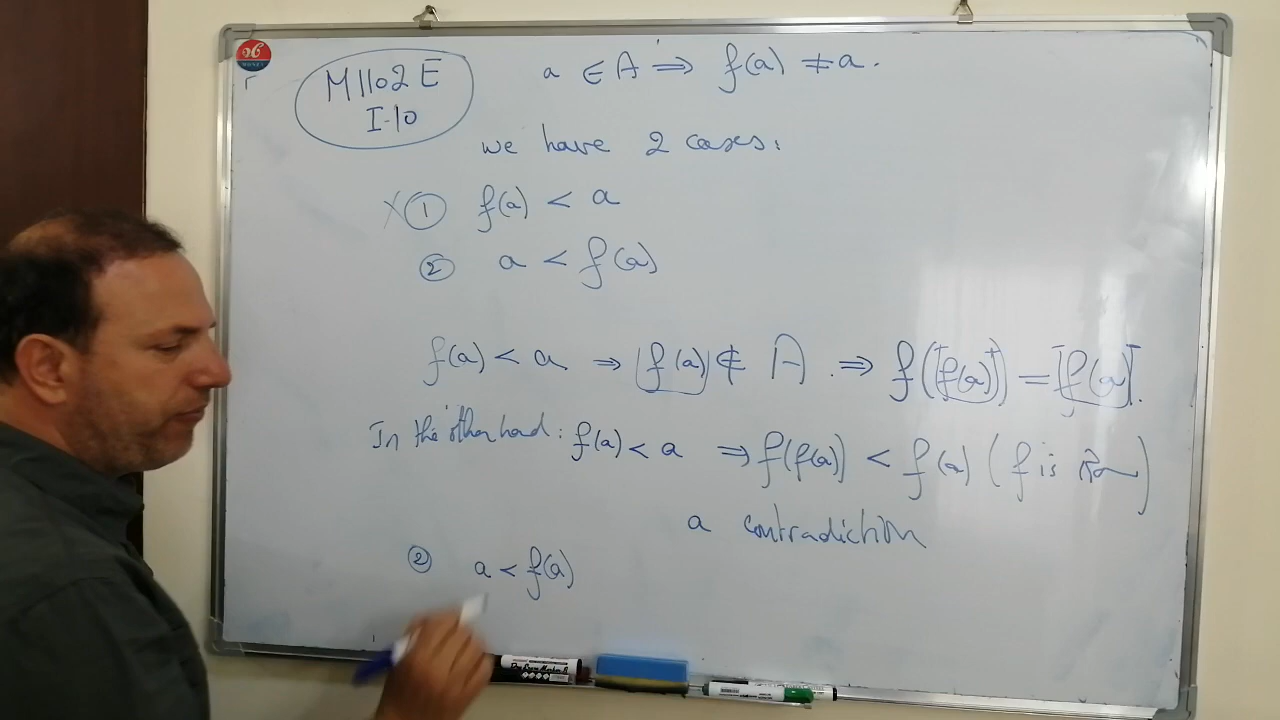 M1102E
I-10
a ∈ A ⇒ f(a) ≠ a.
we have 2 cases:
① f(a) < a
② a < f(a)
f(a) < a ⇒ f(a) ∉ A ⇒ f(f(a)) = f(a).
In the other hand: f(a) < a ⇒ f(f(a)) < f(a) (f is
a contradiction
② a < f(a)